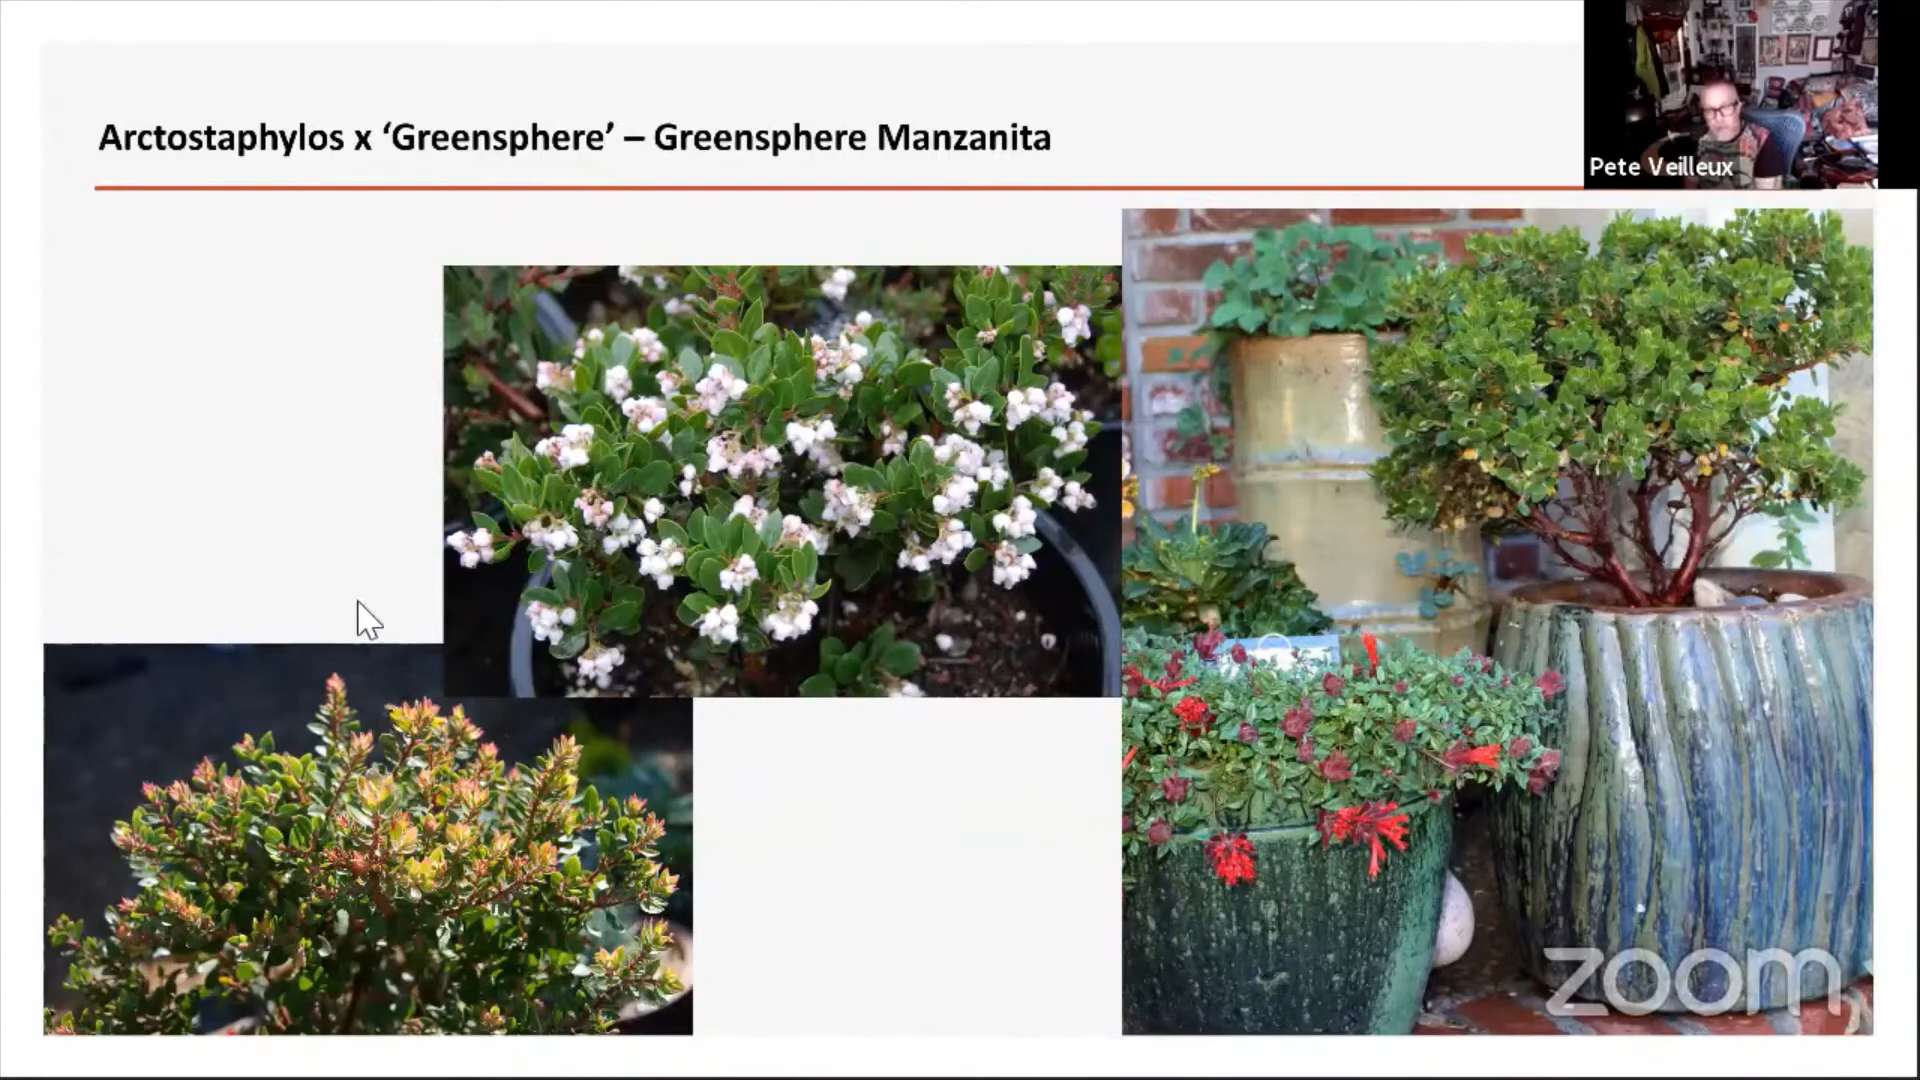 Arctostaphylos x ‘Greensphere’ – Greensphere Manzanita
Pete Veilleux
zoom